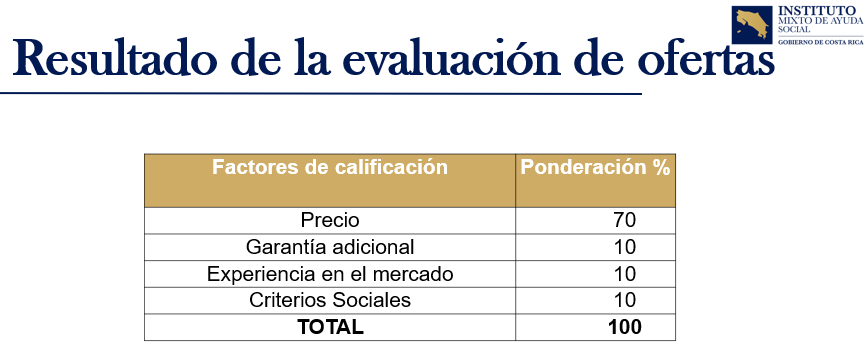 INSTITUTO
MIXTO DE AYUDA
SOCIAL
GOBIERNO DE COSTA RICA
Resultado de la evaluación de ofertas
Factores de calificación Ponderación %
Precio 70
Garantía adicional 10
Experiencia en el mercado 10
Criterios Sociales 10
TOTAL 100